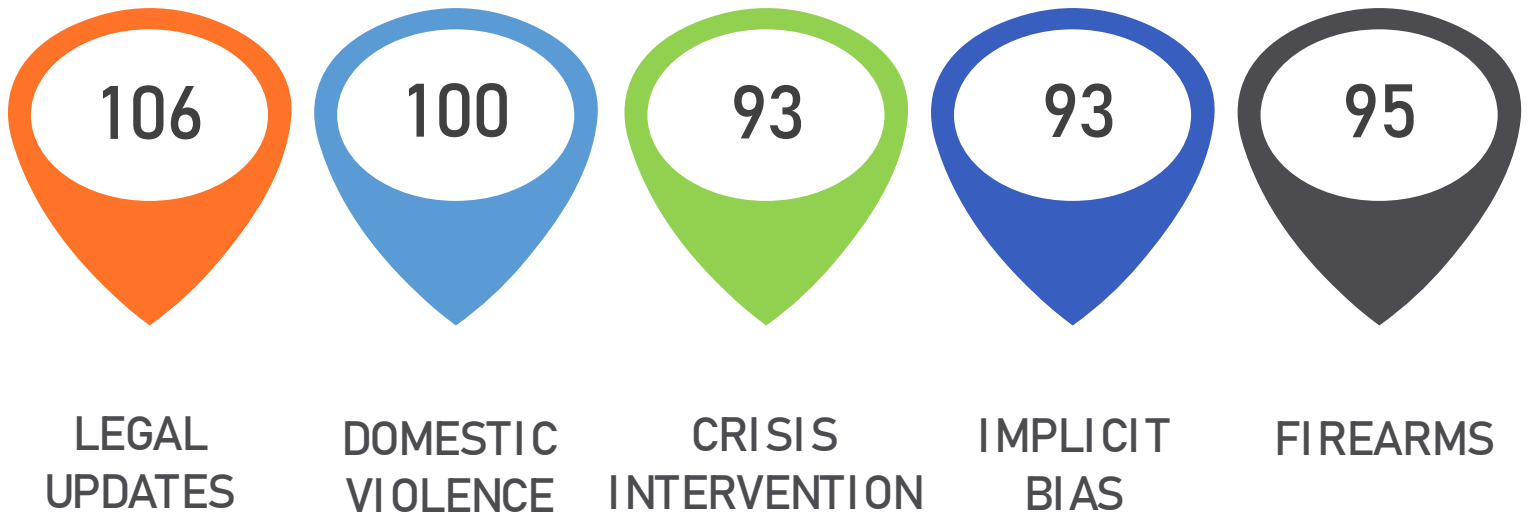 106
100
93
93
95
LEGAL
UPDATES
DOMESTIC
VIOLENCE
CRISIS
INTERVENTION
IMPLICIT
BIAS
FIREARMS